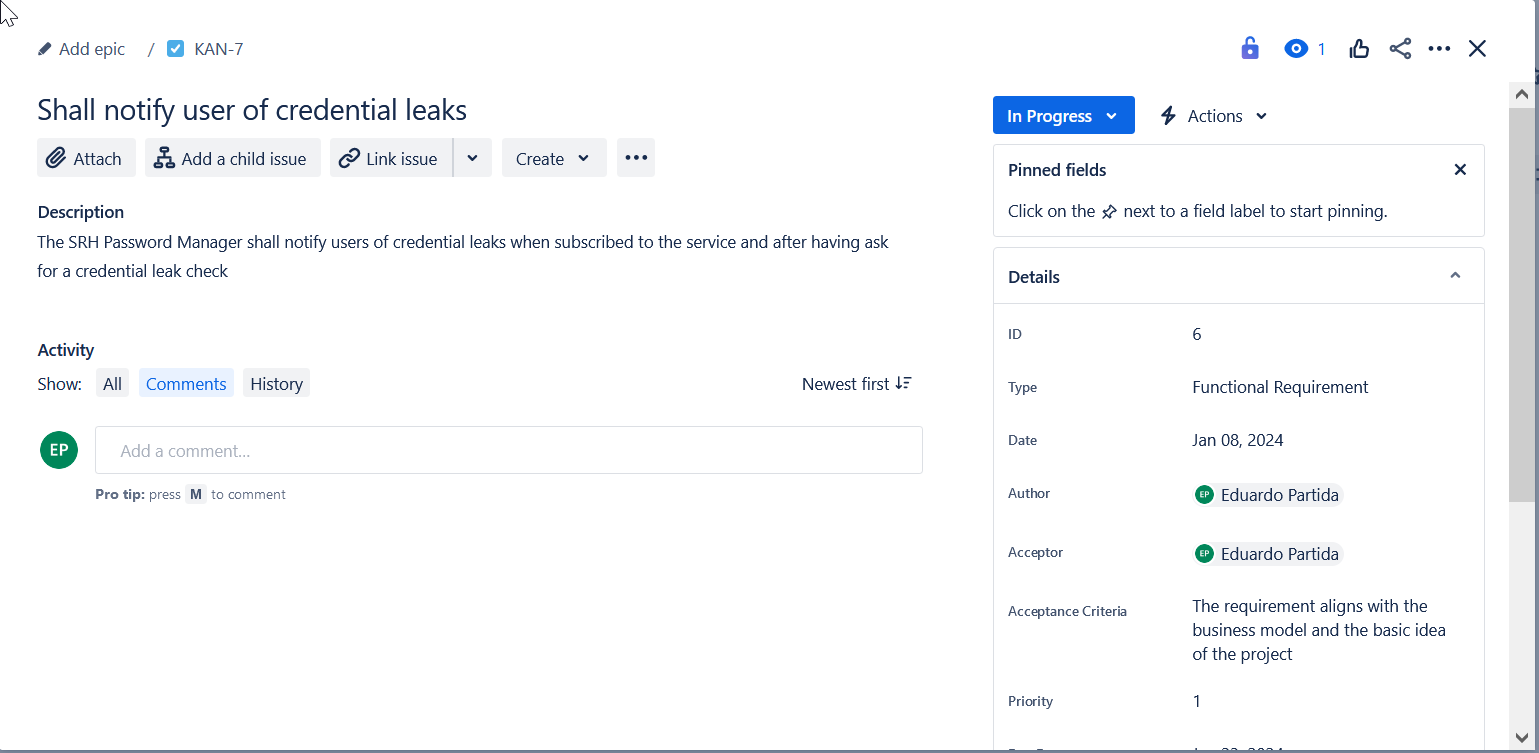 Add epic / KAN-7
1
Shall notify user of credential leaks
In Progress
Actions
Attach
Add a child issue
Link issue
Create
Pinned fields
Click on the next to a field label to start pinning.
Description
The SRH Password Manager shall notify users of credential leaks when subscribed to the service and after having ask
for a credential leak check
Activity
Show: All Comments History
Newest first
EP
Add a comment...
Pro tip: press M to comment
Details
ID 6
Type Functional Requirement
Date Jan 08, 2024
Author EP Eduardo Partida
Acceptor EP Eduardo Partida
Acceptance Criteria The requirement aligns with the
business model and the basic idea
of the project
Priority 1